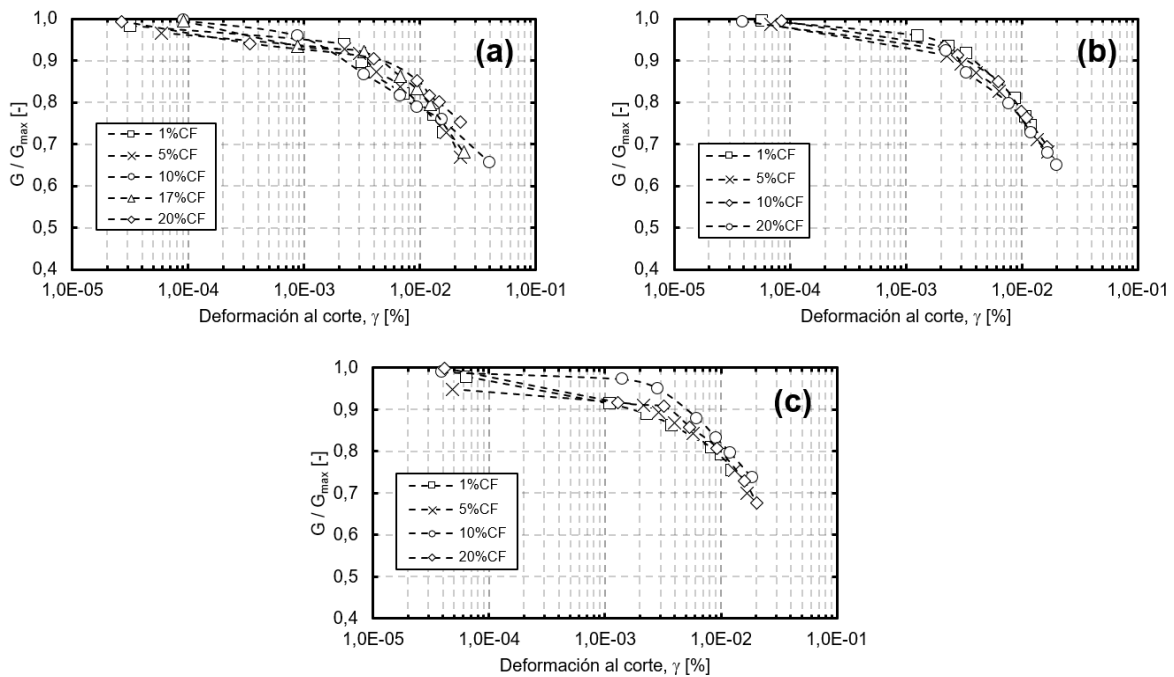 (a)
G / Gmax [-]
1,0
0,9
0,8
0,7
0,6
0,5
0,4
1%CF
5%CF
10%CF
17%CF
20%CF
1,0E-05 1,0E-04 1,0E-03 1,0E-02 1,0E-01
Deformación al corte, γ [%]
(b)
G / Gmax [-]
1,0
0,9
0,8
0,7
0,6
0,5
0,4
1%CF
5%CF
10%CF
20%CF
1,0E-05 1,0E-04 1,0E-03 1,0E-02 1,0E-01
Deformación al corte, γ [%]
(c)
G / Gmax [-]
1,0
0,9
0,8
0,7
0,6
0,5
0,4
1%CF
5%CF
10%CF
20%CF
1,0E-05 1,0E-04 1,0E-03 1,0E-02 1,0E-01
Deformación al corte, γ [%]